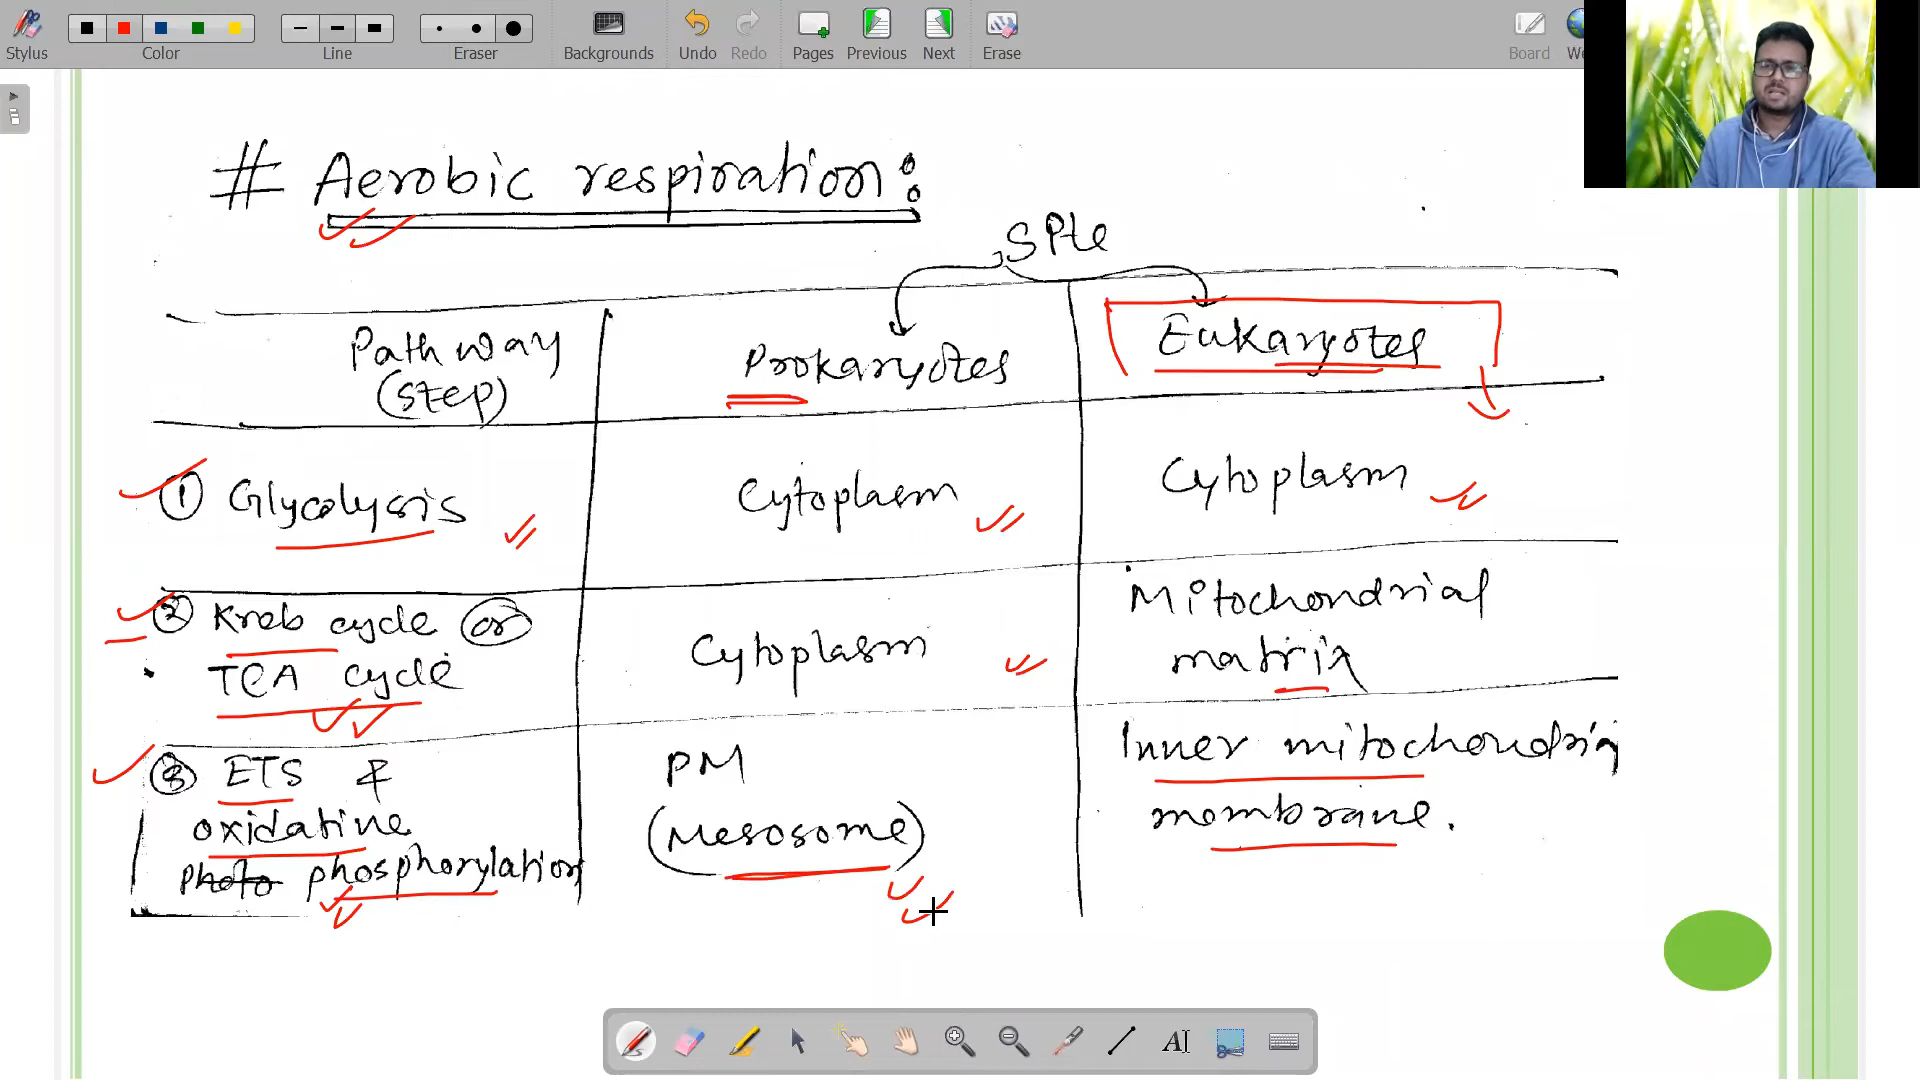 Stylus
Color
Line
Eraser
Backgrounds
Undo
Redo
Pages
Previous
Next
Erase
Board
# Aerobic respiration:
Pathway
(step)
Prokaryotes
Eukaryotes
① Glycolysis
Cytoplasm
Cytoplasm
② Kreb cycle or
TCA cycle
Cytoplasm
Mitochondrial
matrix
③ ETS &
oxidative
photo phosphorylation
PM
(Mesosome)
Inner mitochondria
membrane.
AI